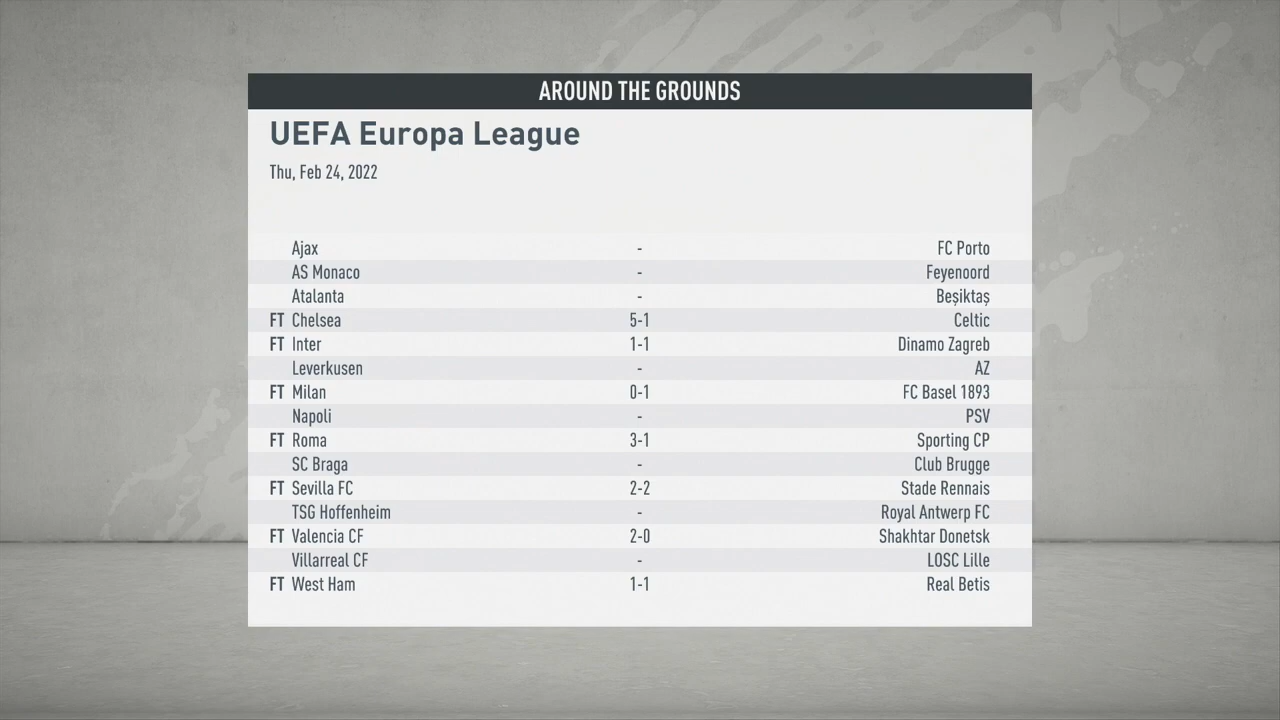 AROUND THE GROUNDS
UEFA Europa League
Thu, Feb 24, 2022
Ajax - FC Porto
AS Monaco - Feyenoord
Atalanta - Beşiktaş
FT Chelsea 5-1 Celtic
FT Inter 1-1 Dinamo Zagreb
Leverkusen - AZ
FT Milan 0-1 FC Basel 1893
Napoli - PSV
FT Roma 3-1 Sporting CP
SC Braga - Club Brugge
FT Sevilla FC 2-2 Stade Rennais
TSG Hoffenheim - Royal Antwerp FC
FT Valencia CF 2-0 Shakhtar Donetsk
Villarreal CF - LOSC Lille
FT West Ham 1-1 Real Betis